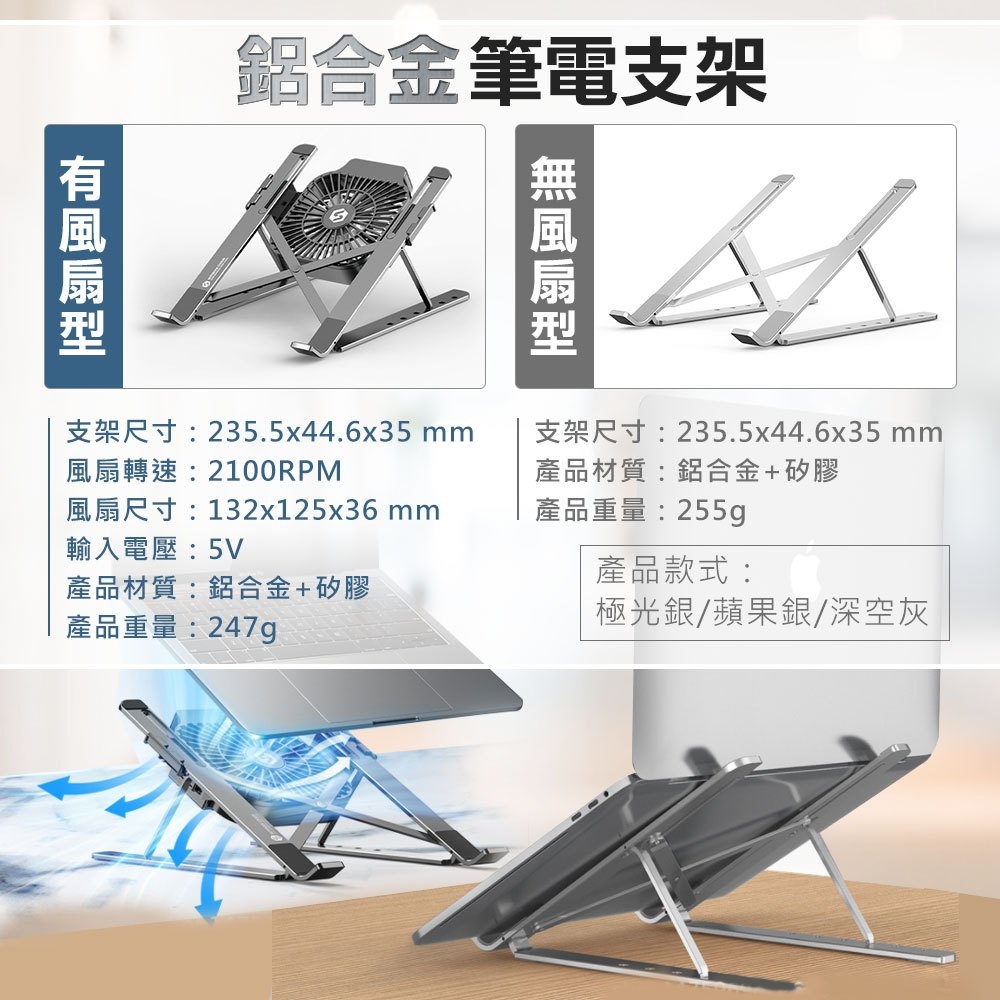 鋁合金筆電支架
有風扇型
無風扇型
支架尺寸：235.5x44.6x35 mm
風扇轉速：2100RPM
風扇尺寸：132x125x36 mm
輸入電壓：5V
產品材質：鋁合金+矽膠
產品重量：247g
支架尺寸：235.5x44.6x35 mm
產品材質：鋁合金+矽膠
產品重量：255g
產品款式：
極光銀/蘋果銀/深空灰